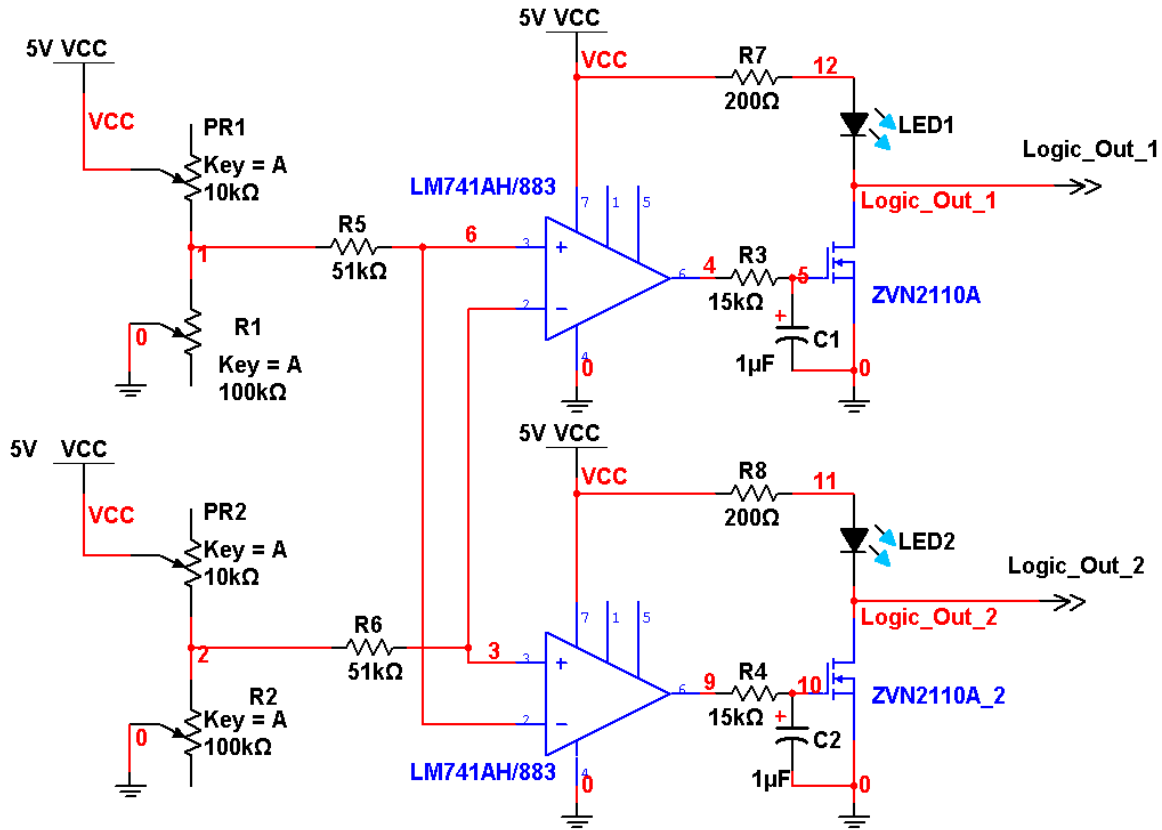 5V VCC
VCC
PR1
Key = A
10kΩ
1
R5
51kΩ
0
R1
Key = A
100kΩ
5V VCC
VCC
R7
200Ω
12
LED1
Logic_Out_1
Logic_Out_1
LM741AH/883
7
1
5
6
3
+
2
−
6
4
4
0
R3
15kΩ
5
+
C1
1µF
ZVN2110A
0
5V VCC
VCC
PR2
Key = A
10kΩ
2
R6
51kΩ
0
R2
Key = A
100kΩ
5V VCC
VCC
R8
200Ω
11
LED2
Logic_Out_2
Logic_Out_2
7
1
5
3
3
+
2
−
6
4
LM741AH/883
0
9
R4
15kΩ
10
+
C2
1µF
ZVN2110A_2
0